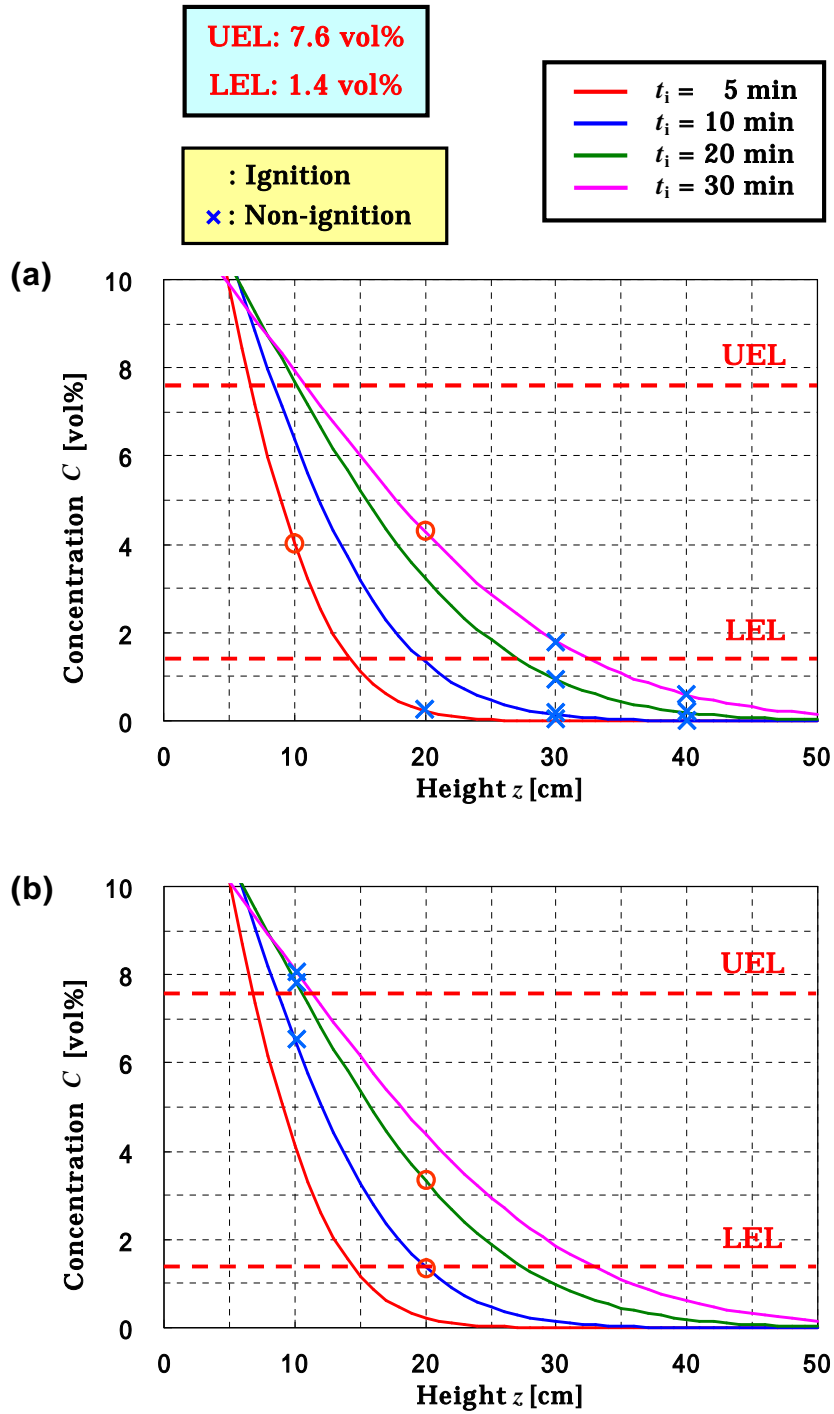 UEL: 7.6 vol%
LEL: 1.4 vol%
tᵢ = 5 min
tᵢ = 10 min
tᵢ = 20 min
tᵢ = 30 min
: Ignition
×: Non-ignition
(a)
10
8
6
4
2
0
Concentration C [vol%]
UEL
LEL
0 10 20 30 40 50
Height z [cm]
(b)
10
8
6
4
2
0
Concentration C [vol%]
UEL
LEL
0 10 20 30 40 50
Height z [cm]